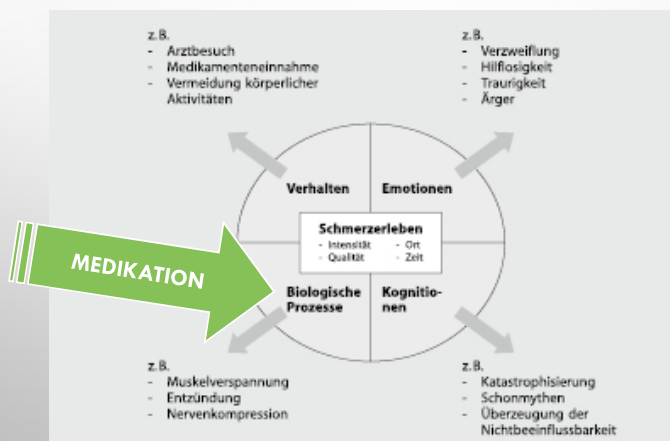 z.B.
- Arztbesuch
- Medikamenteneinnahme
- Vermeidung körperlicher
Aktivitäten
z.B.
- Verzweiflung
- Hilflosigkeit
- Traurigkeit
- Ärger
Verhalten
Emotionen
Schmerzerleben
- Intensität - Ort
- Qualität - Zeit
MEDIKATION
Biologische
Prozesse
Kognitio-
nen
z.B.
- Muskelverspannung
- Entzündung
- Nervenkompression
z.B.
- Katastrophisierung
- Schonmythen
- Überzeugung der
Nichtbeeinflussbarkeit